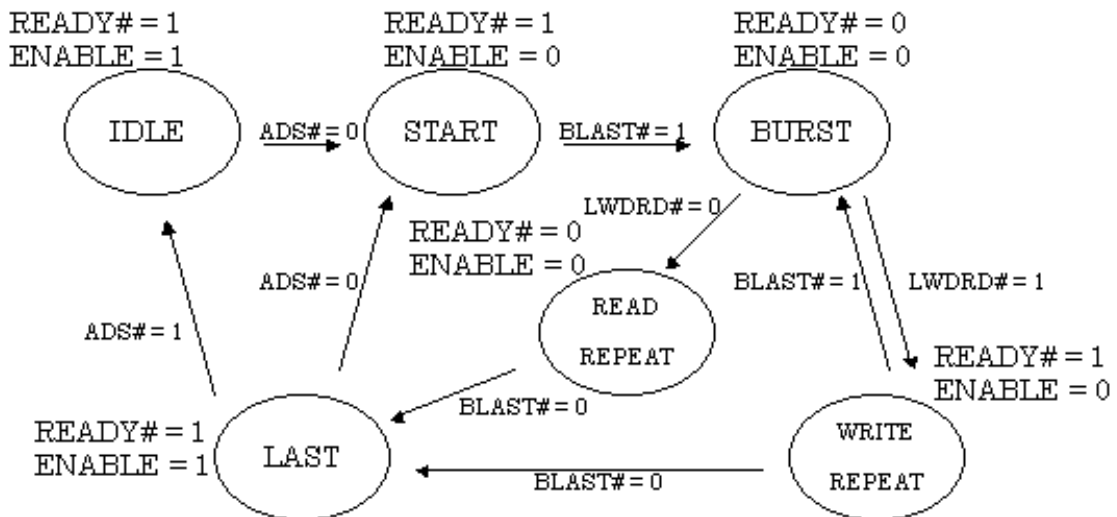 READY# = 1
ENABLE = 1
READY# = 1
ENABLE = 0
READY# = 0
ENABLE = 0
IDLE
ADS# = 0
START
BLAST# = 1
BURST
LWDRD# = 0
READY# = 0
ENABLE = 0
ADS# = 0
BLAST# = 1
LWDRD# = 1
READ
REPEAT
ADS# = 1
READY# = 1
ENABLE = 0
BLAST# = 0
READY# = 1
ENABLE = 1
LAST
WRITE
REPEAT
BLAST# = 0